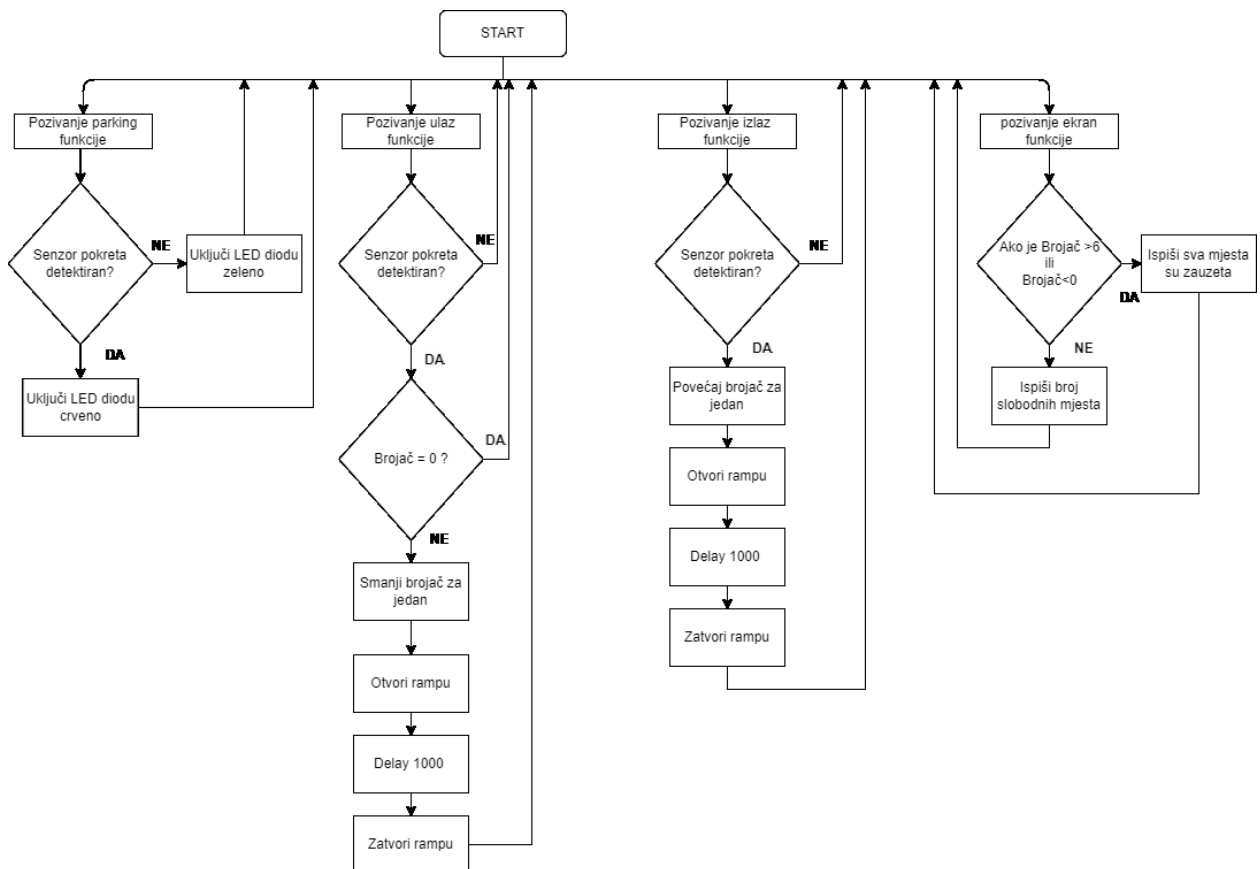 START
Pozivanje parking
funkcije
Senzor pokreta
detektiran?
NE
Uključi LED diodu
zeleno
DA
Uključi LED diodu
crveno
Pozivanje ulaz
funkcije
Senzor pokreta
detektiran?
NE
DA
Brojač = 0 ?
DA
NE
Smanji brojač za
jedan
Otvori rampu
Delay 1000
Zatvori rampu
Pozivanje izlaz
funkcije
Senzor pokreta
detektiran?
NE
DA
Povećaj brojač za
jedan
Otvori rampu
Delay 1000
Zatvori rampu
pozivanje ekran
funkcije
Ako je Brojač >6
ili
Brojač<0
DA
Ispiši sva mjesta
su zauzeta
NE
Ispiši broj
slobodnih mjesta